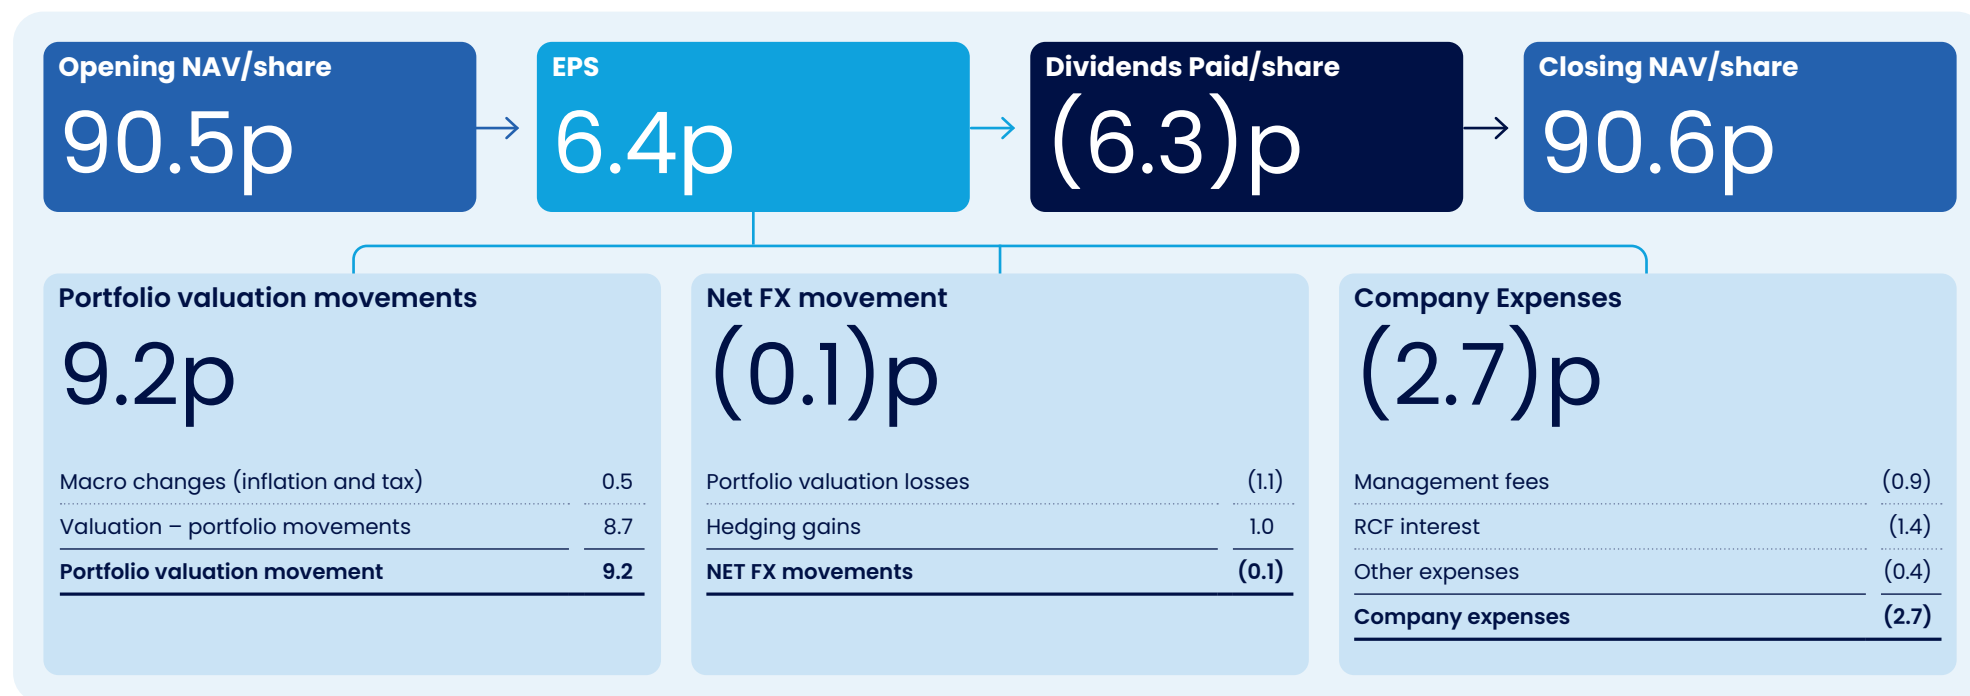 Opening NAV/share
90.5p
EPS
6.4p
Dividends Paid/share
(6.3)p
Closing NAV/share
90.6p
Portfolio valuation movements
9.2p
Macro changes (inflation and tax) 0.5
Valuation – portfolio movements 8.7
Portfolio valuation movement 9.2
Net FX movement
(0.1)p
Portfolio valuation losses (1.1)
Hedging gains 1.0
NET FX movements (0.1)
Company Expenses
(2.7)p
Management fees (0.9)
RCF interest (1.4)
Other expenses (0.4)
Company expenses (2.7)